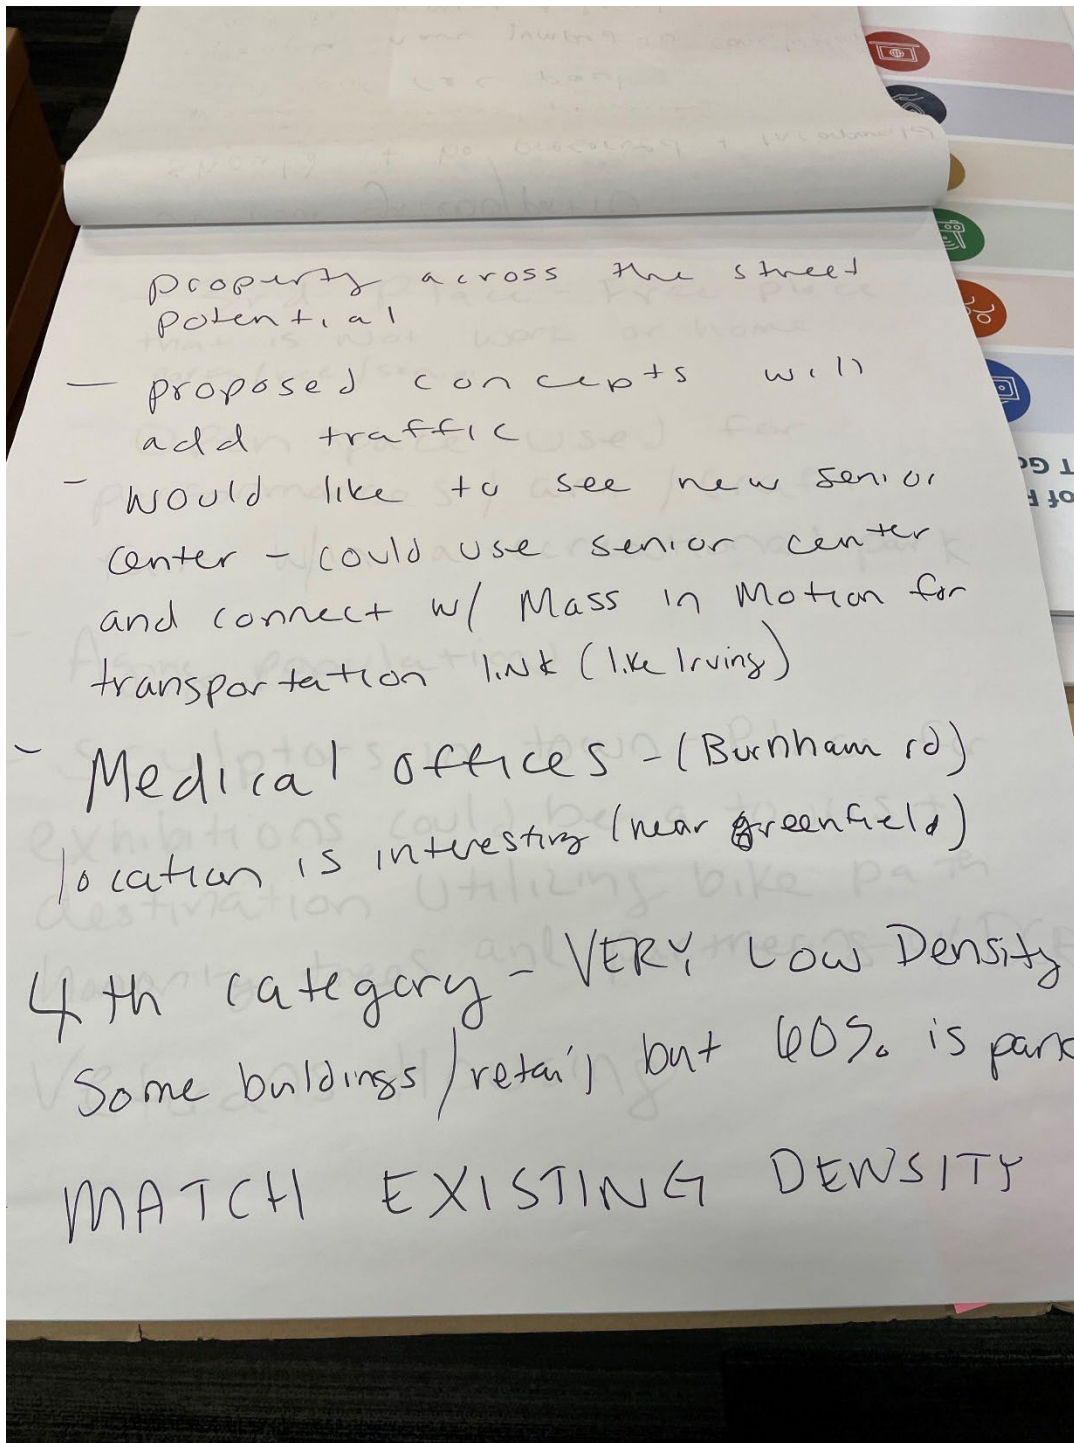 property across the street
potential
— proposed concepts will
add traffic
- would like to see new senior
center - could use senior center
and connect w/ Mass in Motion for
transportation link (like Irving)
- Medical offices - (Burnham rd)
location is interesting (near greenfield)
4th category - VERY Low Density
Some buildings/retail, but 60% is park
MATCH EXISTING DENSITY